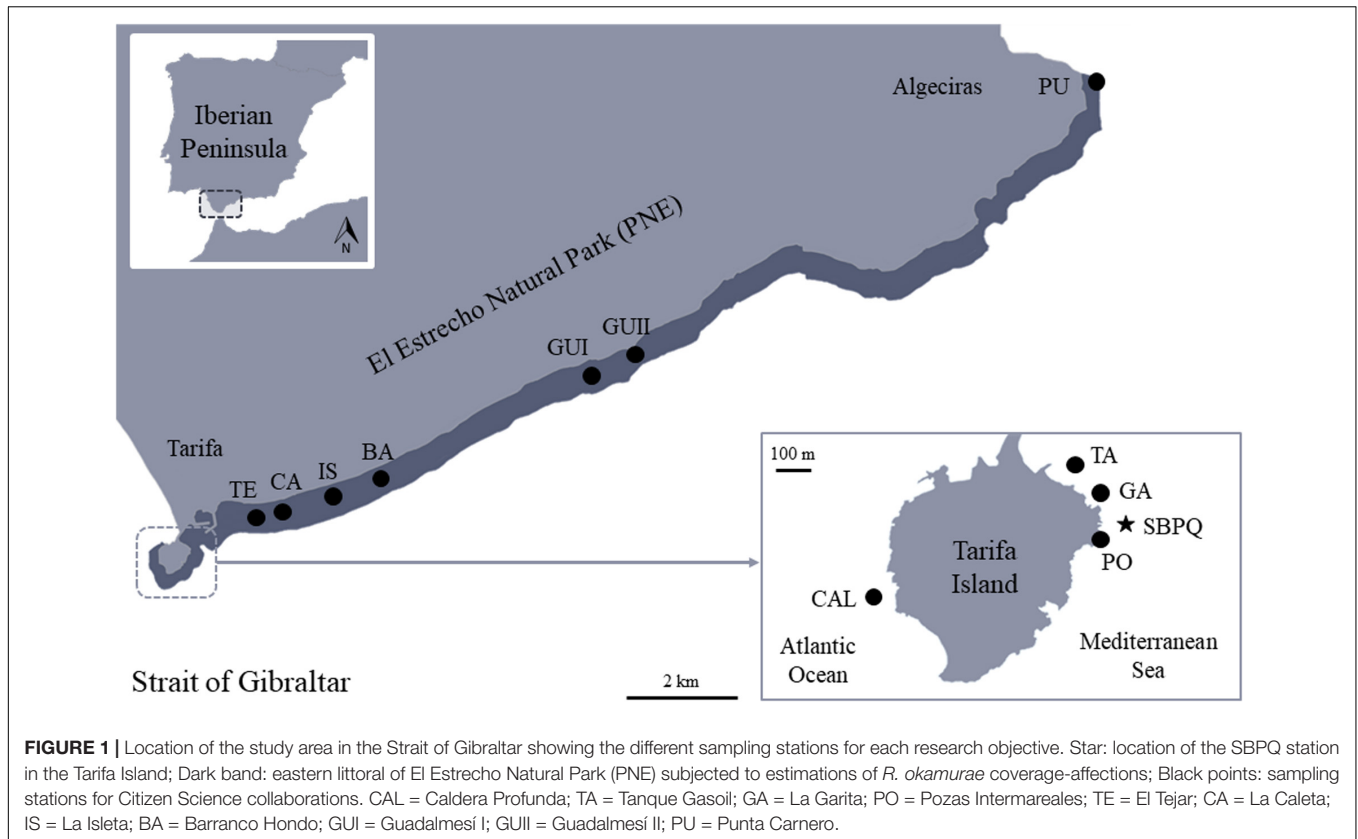 Iberian
Peninsula
N
Algeciras
PU
El Estrecho Natural Park (PNE)
GUII
GUI
Tarifa
BA
IS
CA
TE
100 m
TA
GA
SBPQ
PO
Tarifa
Island
CAL
Atlantic
Ocean
Mediterranean
Sea
Strait of Gibraltar
2 km
FIGURE 1 | Location of the study area in the Strait of Gibraltar showing the different sampling stations for each research objective. Star: location of the SBPQ station
in the Tarifa Island; Dark band: eastern littoral of El Estrecho Natural Park (PNE) subjected to estimations of R. okamurae coverage-affections; Black points: sampling
stations for Citizen Science collaborations. CAL = Caldera Profunda; TA = Tanque Gasoil; GA = La Garita; PO = Pozas Intermareales; TE = El Tejar; CA = La Caleta;
IS = La Isleta; BA = Barranco Hondo; GUI = Guadalmesí I; GUII = Guadalmesí II; PU = Punta Carnero.